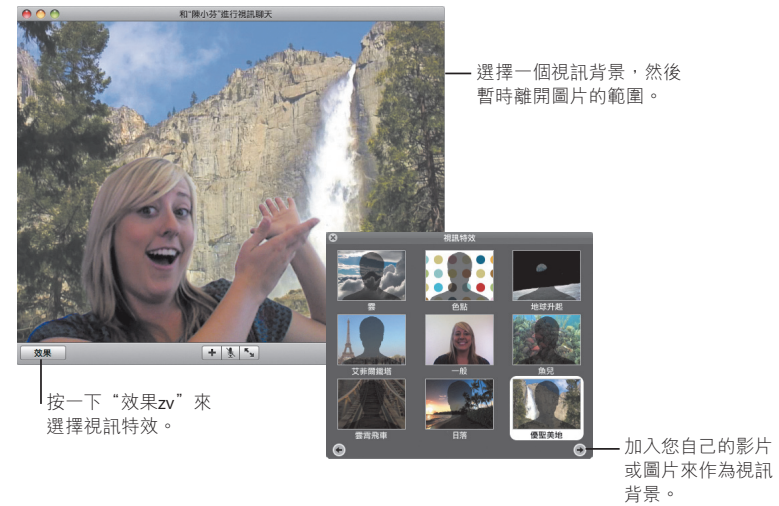 和“陳小芬”進行視訊聊天
選擇一個視訊背景，然後
暫時離開圖片的範圍。
視訊特效
雲
色點
地球升起
艾菲爾鐵塔
一般
魚兒
雲霄飛車
日落
優聖美地
效果
按一下“效果zv”來
選擇視訊特效。
加入您自己的影片
或圖片來作為視訊
背景。